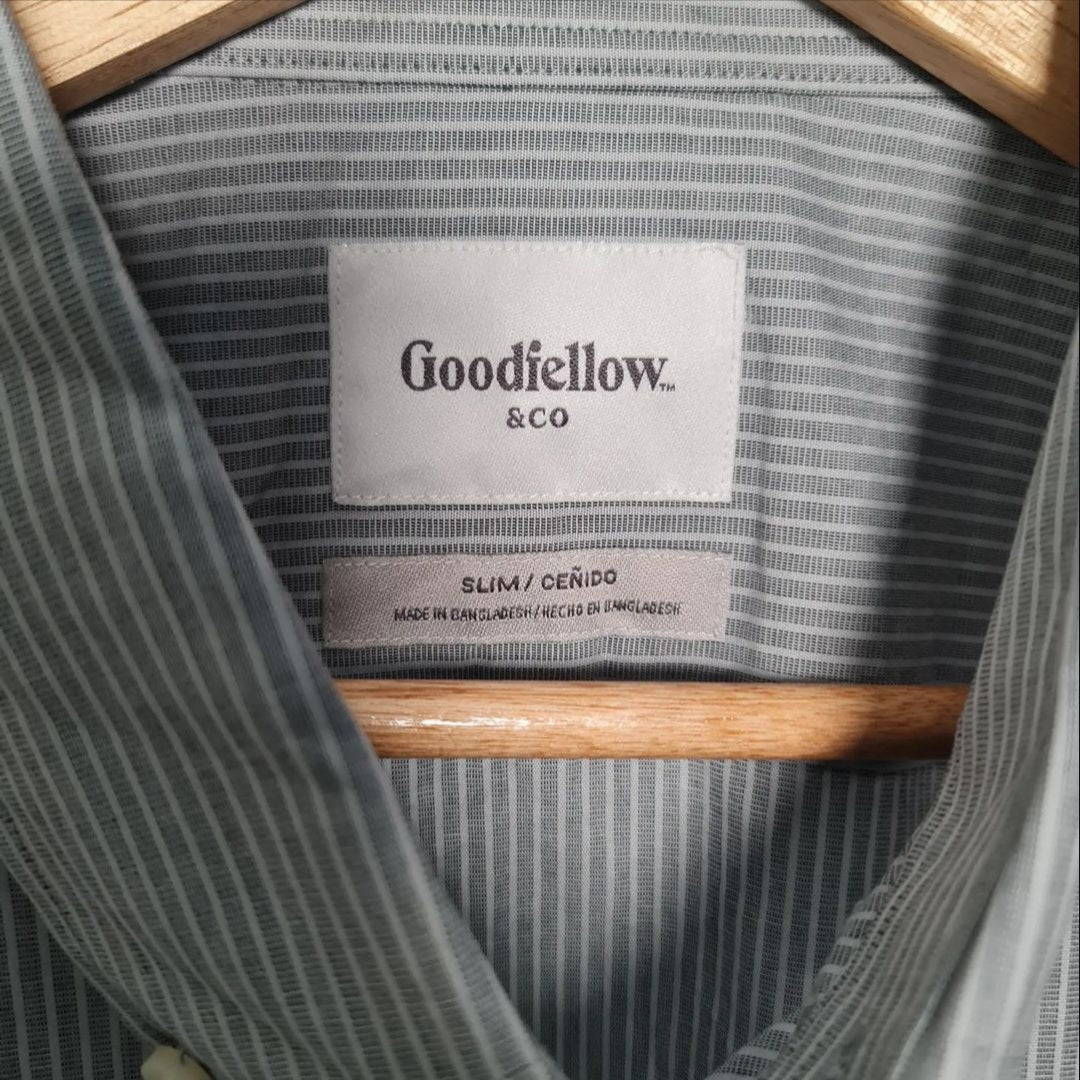 Goodfellow™
&CO
SLIM / CEÑIDO
MADE IN BANGLADESH / HECHO EN BANGLADESH